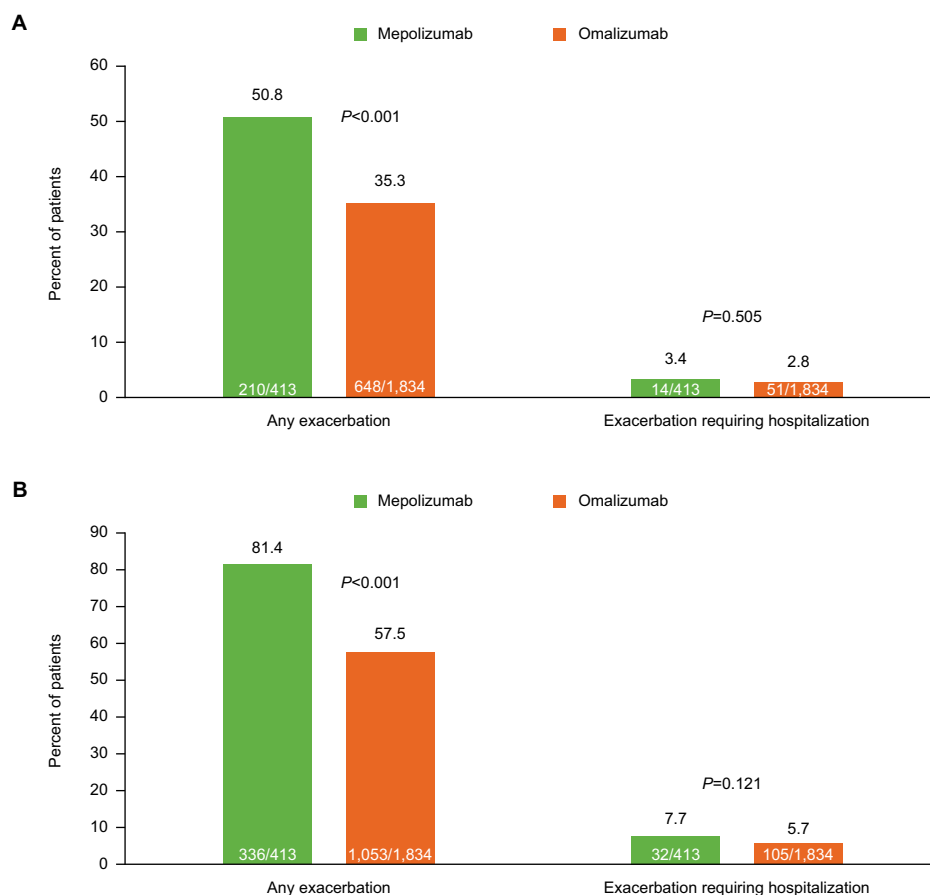 A
Mepolizumab Omalizumab
60
50
40
30
20
10
0
Percent of patients
50.8
P<0.001
35.3
P=0.505
3.4
2.8
210/413
648/1,834
14/413
51/1,834
Any exacerbation
Exacerbation requiring hospitalization
B
Mepolizumab Omalizumab
90
80
70
60
50
40
30
20
10
0
Percent of patients
81.4
P<0.001
57.5
P=0.121
7.7
5.7
336/413
1,053/1,834
32/413
105/1,834
Any exacerbation
Exacerbation requiring hospitalization